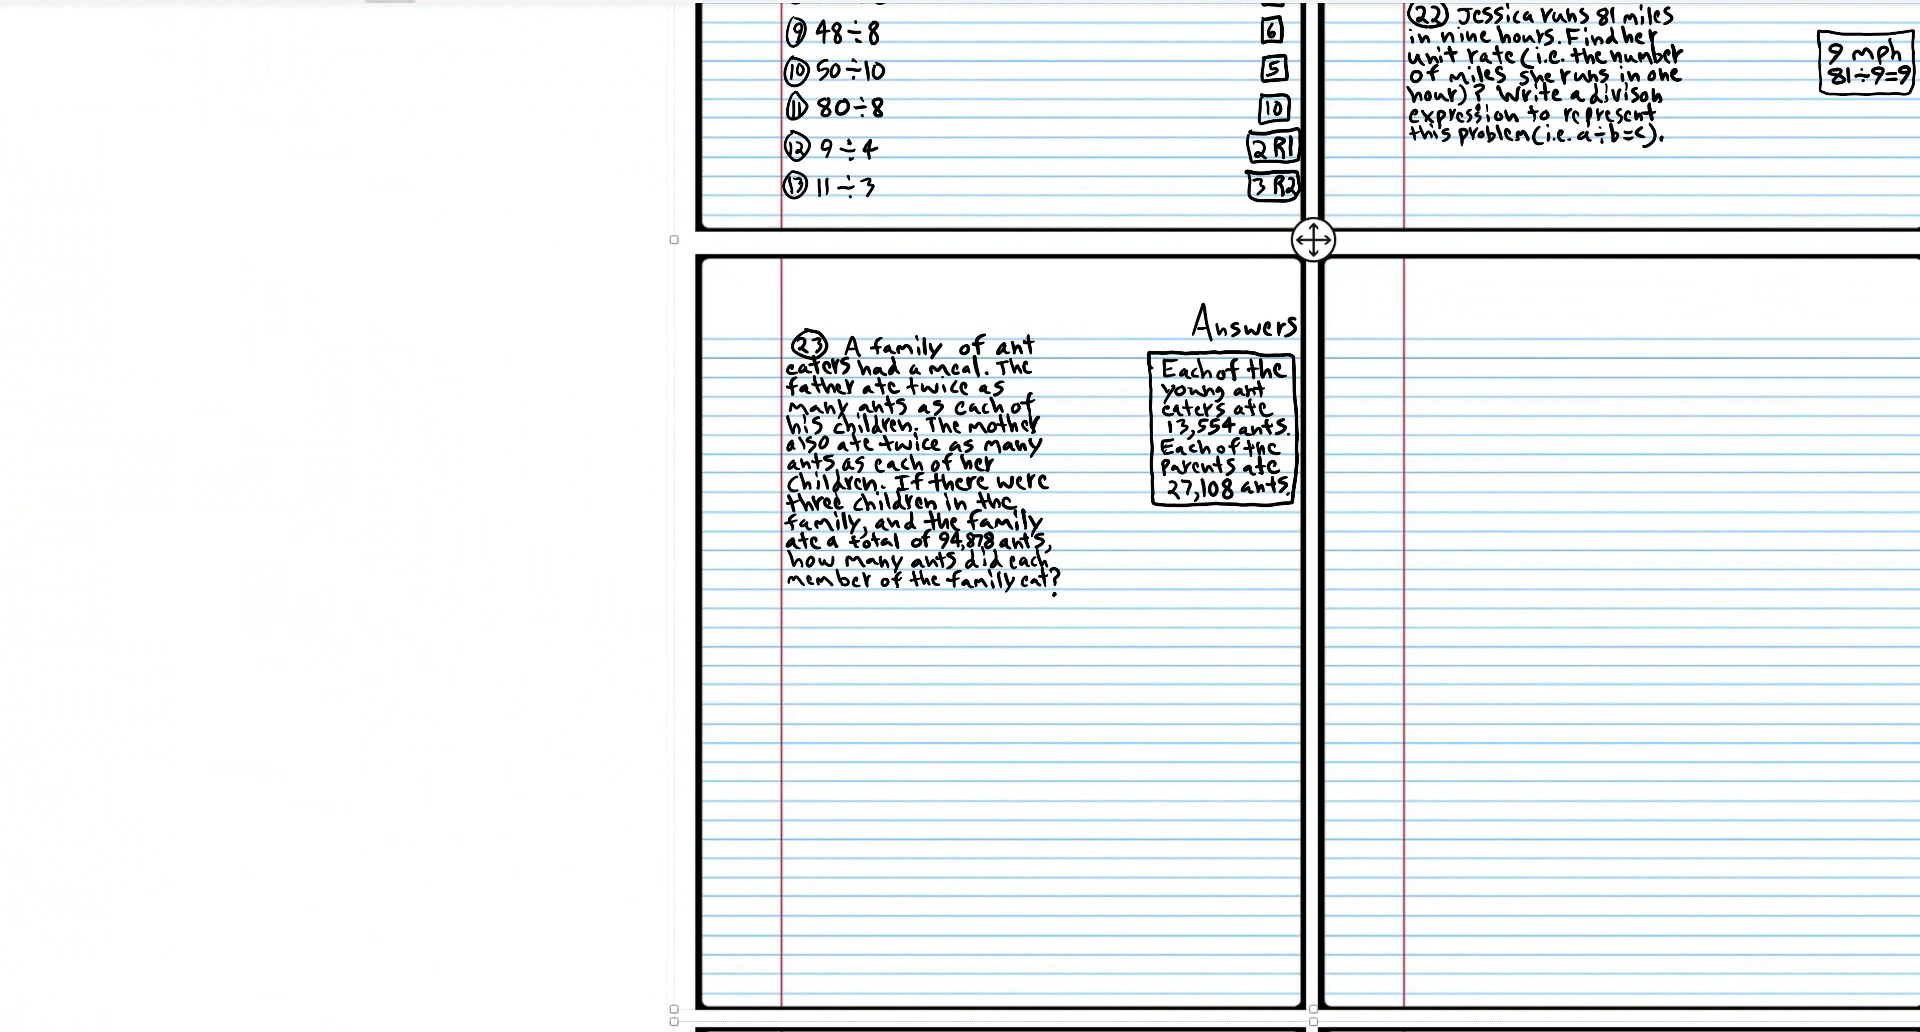 ⑨ 48÷8
6
⑩ 50÷10
5
⑪ 80÷8
10
⑫ 9÷4
2 R1
⑬ 11÷3
3 R2
㉒ Jessica runs 81 miles
in nine hours. Find her
unit rate (i.e. the number
of miles she runs in one
hour)? Write a divison
expression to represent
this problem (i.e. a÷b=c).
9 mph
81÷9=9
Answers
㉓ A family of ant
eaters had a meal. The
father ate twice as
many ants as each of
his children. The mother
also ate twice as many
ants as each of her
children. If there were
three children in the
family, and the family
ate a total of 94,878 ants,
how many ants did each
member of the family eat?
Each of the
young ant
eaters ate
13,554 ants.
Each of the
parents ate
27,108 ants.